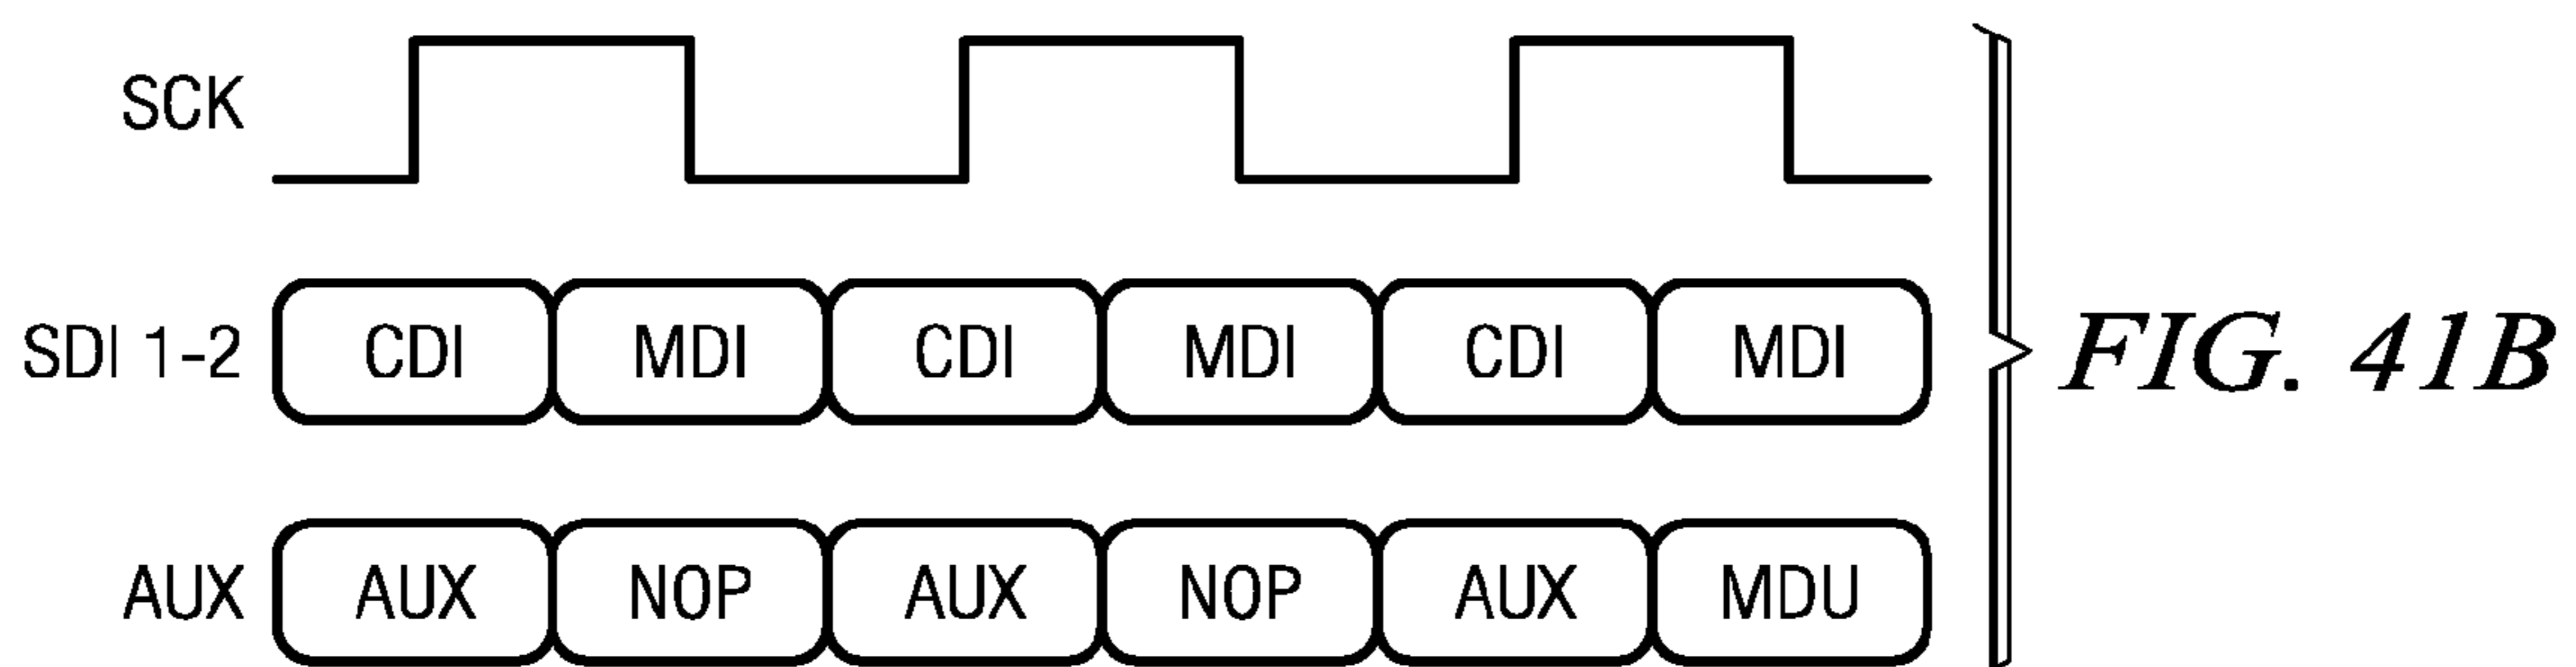 SCK
SDI 1-2 CDI MDI CDI MDI CDI MDI
AUX AUX NOP AUX NOP AUX MDU
FIG. 41B